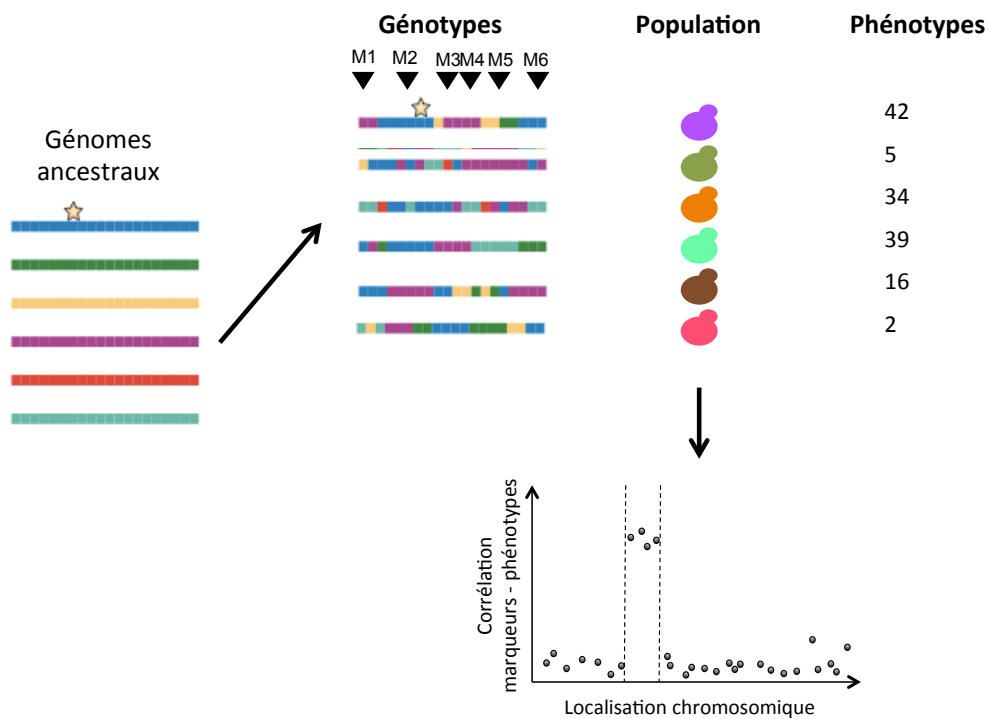 Génotypes
Population
Phénotypes
M1 M2 M3 M4 M5 M6
Génomes
ancestraux
42
5
34
39
16
2
Corrélation
marqueurs - phénotypes
Localisation chromosomique